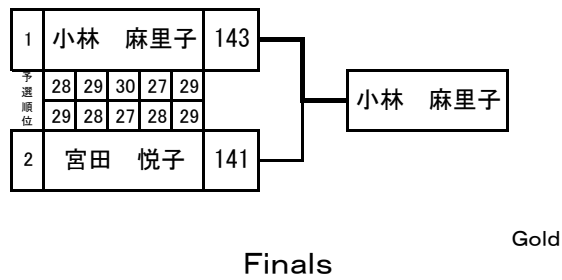 1 小林　麻里子 143
予選順位
28 29 30 27 29
29 28 27 28 29
2 宮田　悦子 141
小林　麻里子
Gold
Finals